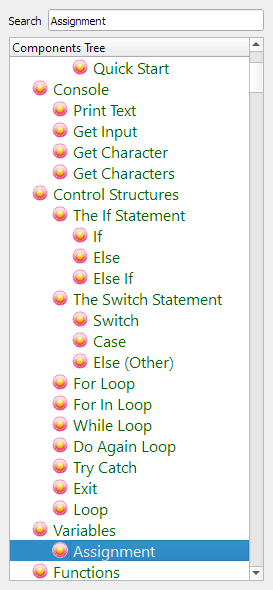 Search Assignment
Components Tree
Quick Start
Console
Print Text
Get Input
Get Character
Get Characters
Control Structures
The If Statement
If
Else
Else If
The Switch Statement
Switch
Case
Else (Other)
For Loop
For In Loop
While Loop
Do Again Loop
Try Catch
Exit
Loop
Variables
Assignment
Functions